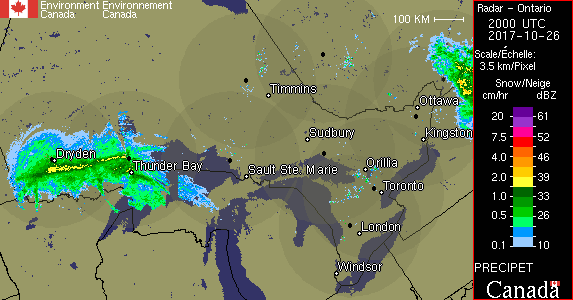 Environment Environnement
Canada Canada
100 KM
Timmins
Ottawa
Sudbury
Kingston
Dryden
Thunder Bay
Sault Ste. Marie
Orillia
Toronto
London
Windsor
Radar - Ontario
2000 UTC
2017-10-26
Scale/Échelle:
3.5 km/Pixel
Snow/Neige
cm/hr dBZ
20 61
7.5 52
4.0 46
2.0 39
1.0 33
0.5 26
0.1 10
PRECIPET
Canada